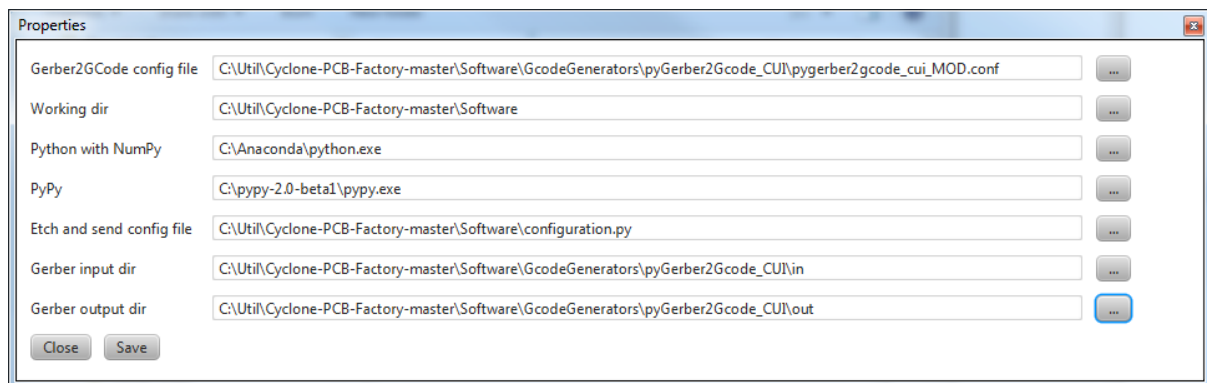 Properties
Gerber2GCode config file C:\Util\Cyclone-PCB-Factory-master\Software\GcodeGenerators\pyGerber2Gcode_CUI\pygerber2gcode_cui_MOD.conf ...
Working dir C:\Util\Cyclone-PCB-Factory-master\Software ...
Python with NumPy C:\Anaconda\python.exe ...
PyPy C:\pypy-2.0-beta1\pypy.exe ...
Etch and send config file C:\Util\Cyclone-PCB-Factory-master\Software\configuration.py ...
Gerber input dir C:\Util\Cyclone-PCB-Factory-master\Software\GcodeGenerators\pyGerber2Gcode_CUI\in ...
Gerber output dir C:\Util\Cyclone-PCB-Factory-master\Software\GcodeGenerators\pyGerber2Gcode_CUI\out ...
Close Save